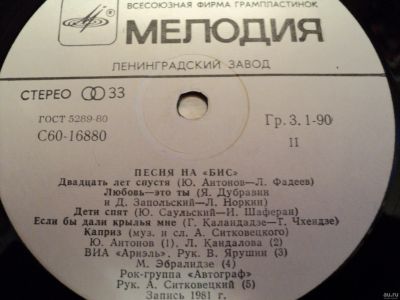 ВСЕСОЮЗНАЯ ФИРМА ГРАМПЛАСТИНОК
МЕЛОДИЯ
ЛЕНИНГРАДСКИЙ ЗАВОД
СТЕРЕО 33
ГОСТ 5289-80
С60-16880
Гр. 3. 1-90
II
ПЕСНЯ НА «БИС»
Двадцать лет спустя (Ю. Антонов—Л. Фадеев)
Любовь—это ты (Я. Дубравин
и Д. Запольский—Л. Норкин)
Дети спят (Ю. Саульский—И. Шаферан)
Если бы дали крылья мне (Г. Каландадзе—Т. Чхеидзе)
Каприз (муз. и сл. А. Ситковецкого)
Ю. Антонов (1), Л. Кандалова (2)
ВИА «Ариэль», Рук. В. Ярушин (3)
М. Эбралидзе (4)
Рок-группа «Автограф»
Рук. А. Ситковецкий (5)
Запись 1981 г.
au.ru